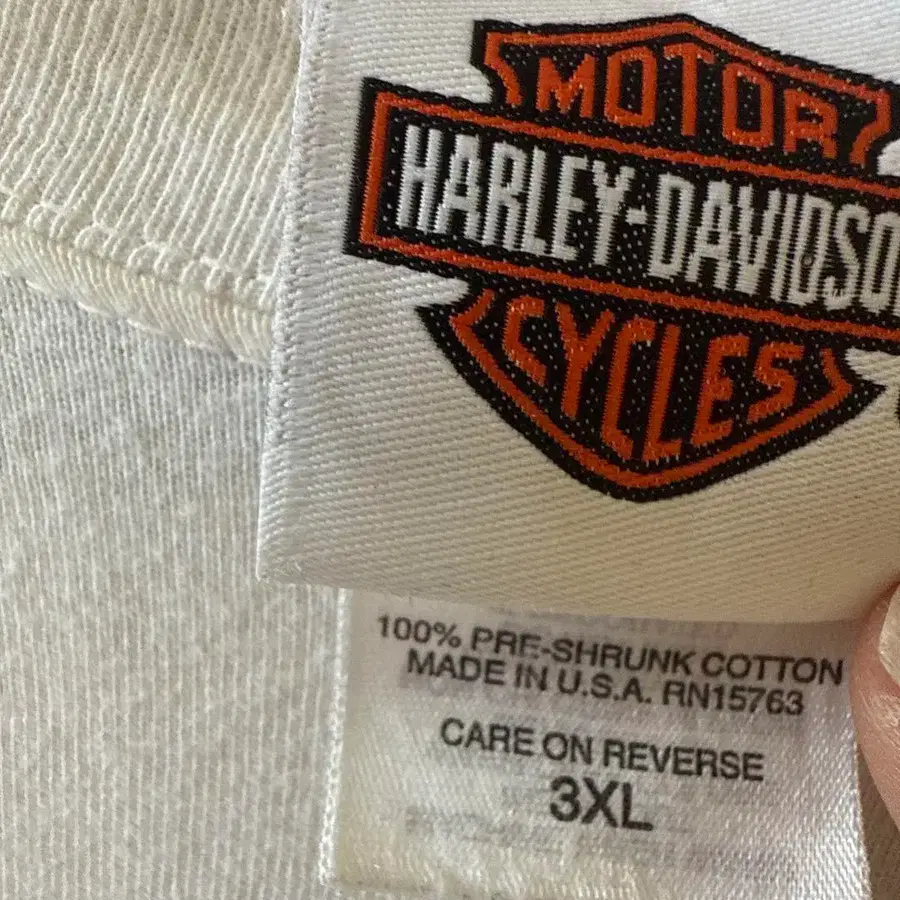 MOTOR
HARLEY-DAVIDSO
CYCLES
100% PRE-SHRUNK COTTON
MADE IN U.S.A. RN15763
CARE ON REVERSE
3XL